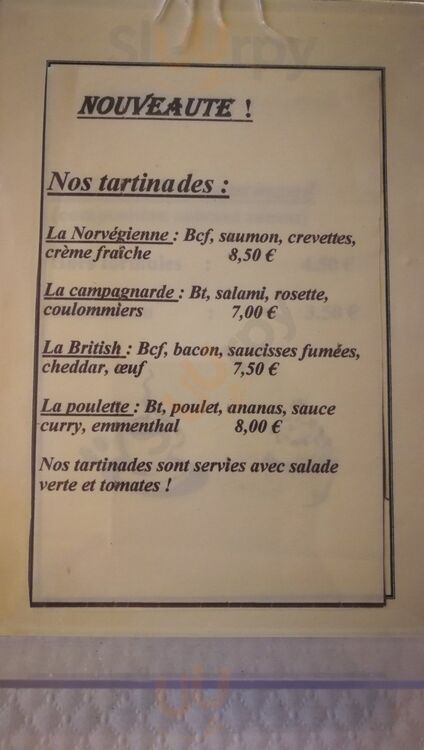 Sluurpy
NOUVEAUTE !
Nos tartinades :
La Norvégienne : Bcf, saumon, crevettes,
crème fraîche 8,50 €
La campagnarde : Bt, salami, rosette,
coulommiers 7,00 €
La British : Bcf, bacon, saucisses fumées,
cheddar, œuf 7,50 €
La poulette : Bt, poulet, ananas, sauce
curry, emmenthal 8,00 €
Nos tartinades sont servies avec salade
verte et tomates !